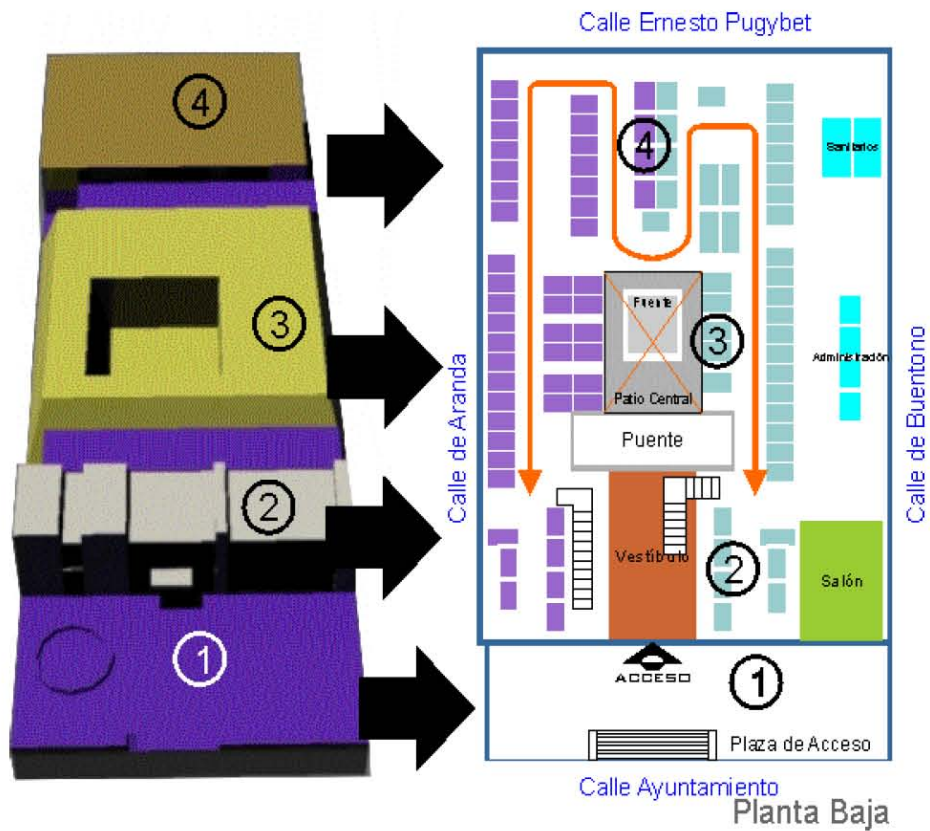 Calle Ernesto Pugybet
4
4
Sanitarios
3
Fuente
3
Administración
Patio Central
Puente
Calle de Aranda
Calle de Buentono
2
Vestíbulo
2
Salón
1
ACCESO
1
Plaza de Acceso
Calle Ayuntamiento
Planta Baja